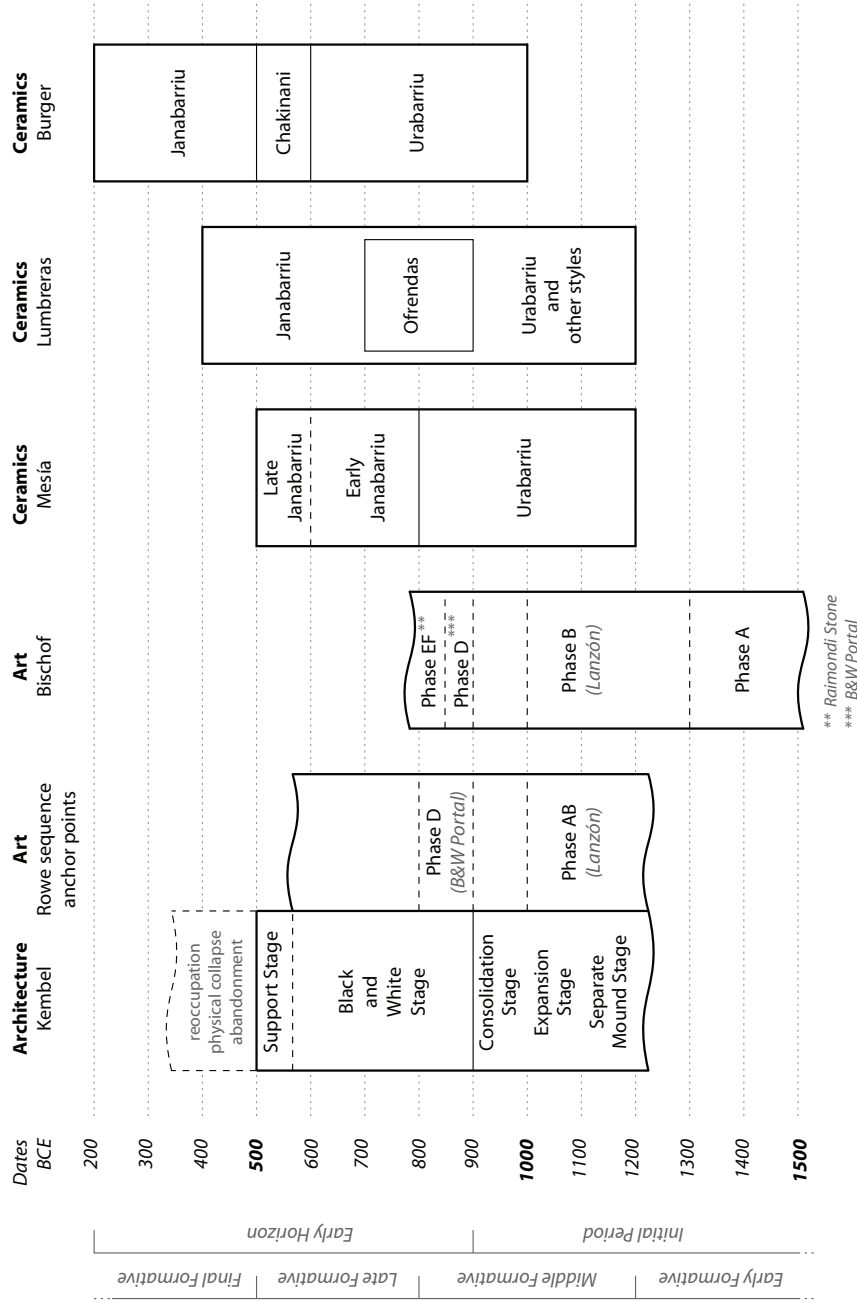 Dates
BCE
200
300
400
500
600
700
800
900
1000
1100
1200
1300
1400
1500
Final Formative
Late Formative
Middle Formative
Early Formative
Early Horizon
Initial Period
Architecture
Kembel
reoccupation
physical collapse
abandonment
Support Stage
Black
and
White
Stage
Consolidation
Stage
Expansion
Stage
Separate
Mound Stage
Art
Rowe sequence
anchor points
Phase D
(B&W Portal)
Phase AB
(Lanzón)
Art
Bischof
Phase EF**
Phase D***
Phase B
(Lanzón)
Phase A
** Raimondi Stone
*** B&W Portal
Ceramics
Mesía
Late
Janabarriu
Early
Janabarriu
Urabarriu
Ceramics
Lumbreras
Janabarriu
Ofrendas
Urabarriu
and
other styles
Ceramics
Burger
Janabarriu
Chakinani
Urabarriu